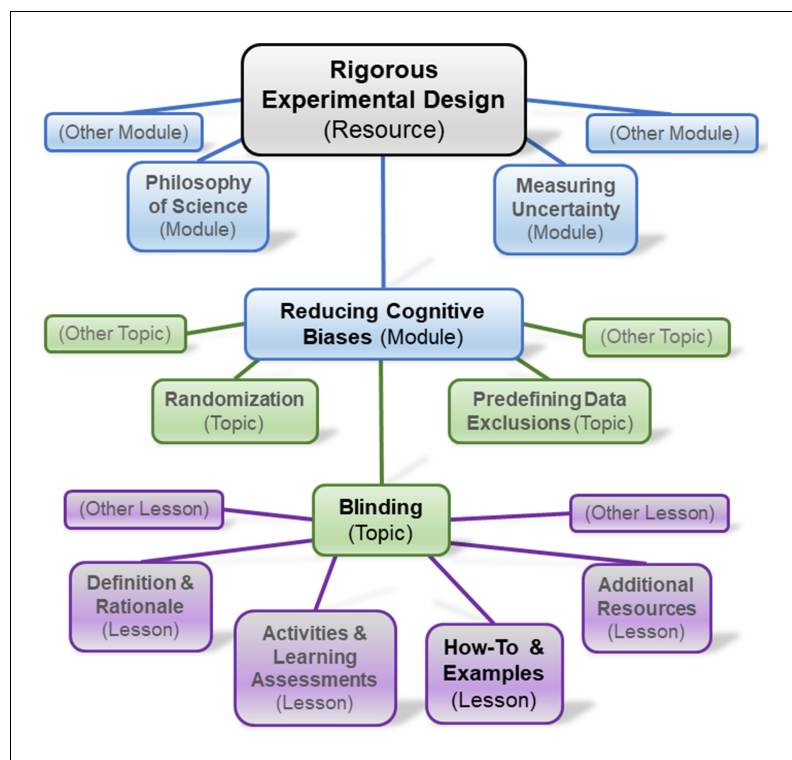 Rigorous
Experimental Design
(Resource)
(Other Module)
(Other Module)
Philosophy
of Science
(Module)
Measuring
Uncertainty
(Module)
Reducing Cognitive
Biases (Module)
(Other Topic)
(Other Topic)
Randomization
(Topic)
Predefining Data
Exclusions (Topic)
Blinding
(Topic)
(Other Lesson)
(Other Lesson)
Definition &
Rationale
(Lesson)
Activities &
Learning
Assessments
(Lesson)
How-To &
Examples
(Lesson)
Additional
Resources
(Lesson)